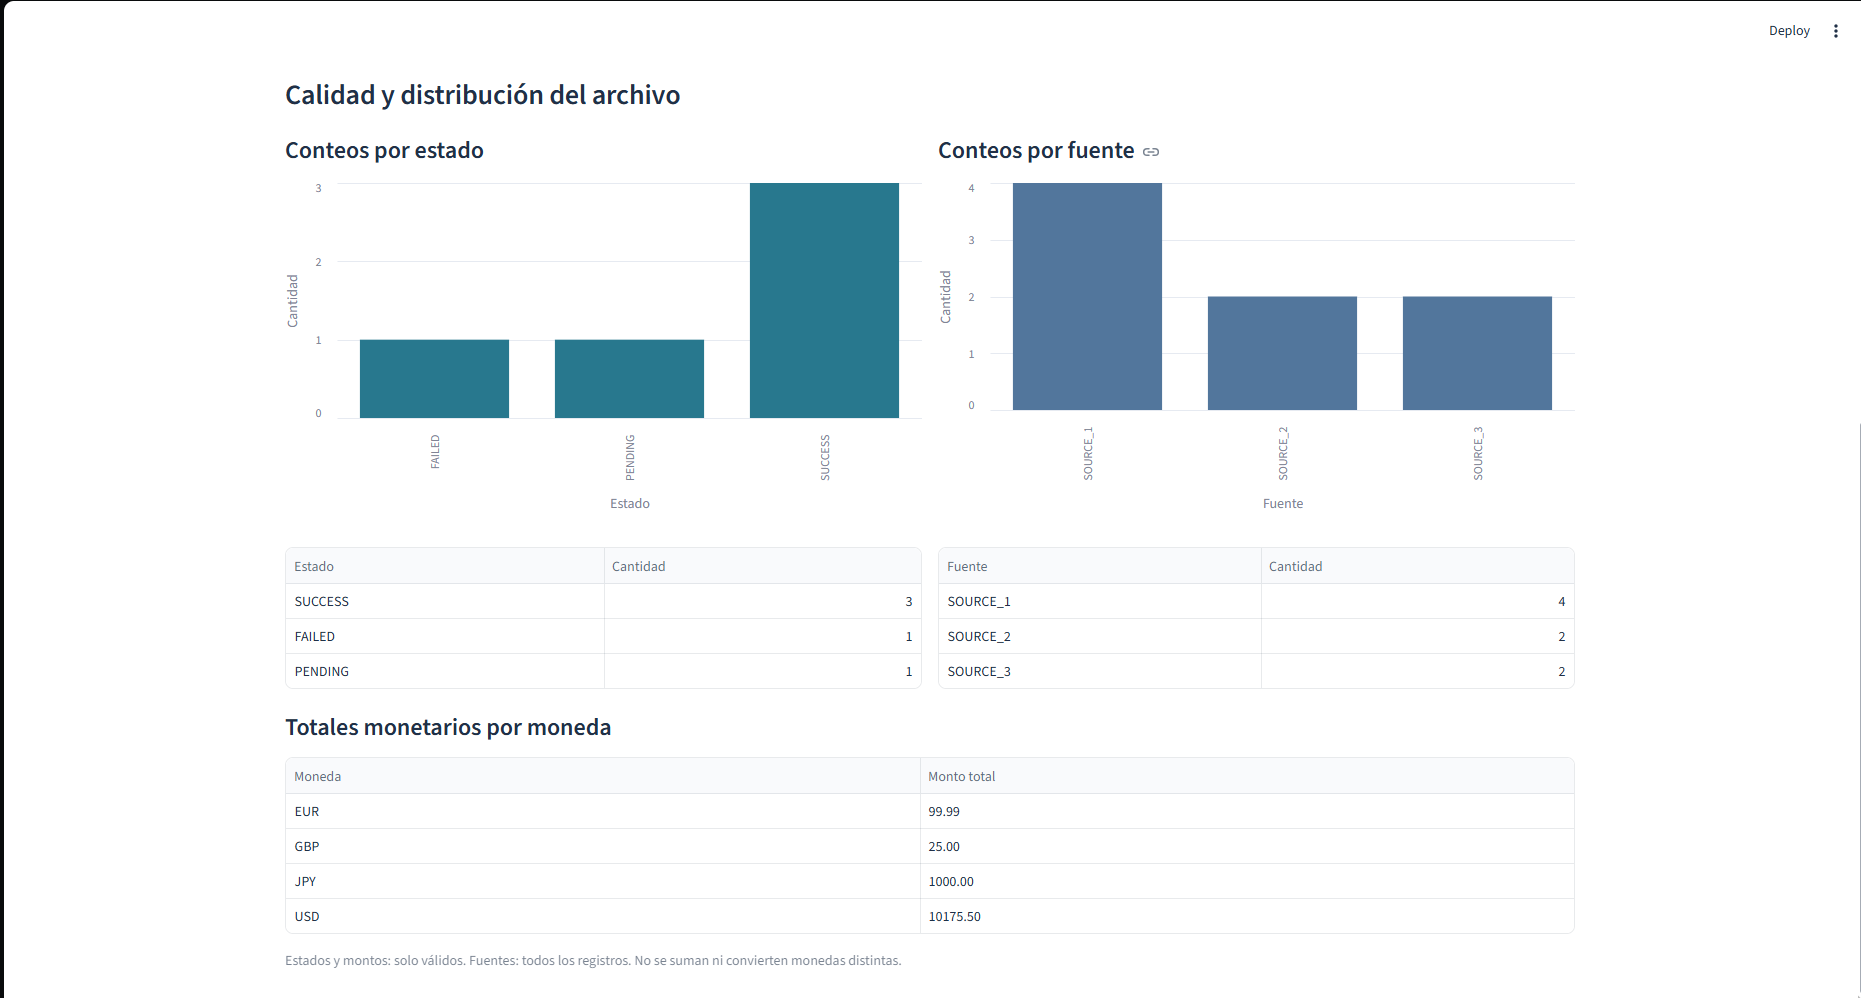 Deploy
Calidad y distribución del archivo
Conteos por estado
3
2
1
0
Cantidad
FAILED
PENDING
SUCCESS
Estado
Conteos por fuente
4
3
2
1
0
Cantidad
SOURCE_1
SOURCE_2
SOURCE_3
Fuente
Estado Cantidad
SUCCESS 3
FAILED 1
PENDING 1
Fuente Cantidad
SOURCE_1 4
SOURCE_2 2
SOURCE_3 2
Totales monetarios por moneda
Moneda Monto total
EUR 99.99
GBP 25.00
JPY 1000.00
USD 10175.50
Estados y montos: solo válidos. Fuentes: todos los registros. No se suman ni convierten monedas distintas.